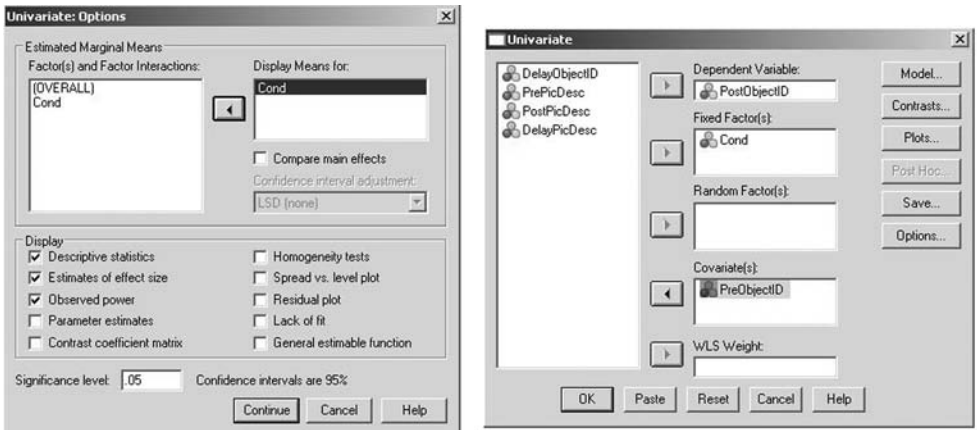 Univariate: Options
Estimated Marginal Means
Factor(s) and Factor Interactions:
(OVERALL)
Cond
Display Means for:
Cond
Compare main effects
Confidence interval adjustment:
LSD (none)
Display
Descriptive statistics
Estimates of effect size
Observed power
Parameter estimates
Contrast coefficient matrix
Homogeneity tests
Spread vs. level plot
Residual plot
Lack of fit
General estimable function
Significance level: .05 Confidence intervals are 95%
Continue Cancel Help
Univariate
DelayObjectID
PrePicDesc
PostPicDesc
DelayPicDesc
Dependent Variable:
PostObjectID
Fixed Factor(s):
Cond
Random Factor(s):
Covariate(s):
PreObjectID
WLS Weight:
Model...
Contrasts...
Plots...
Post Hoc...
Save...
Options...
OK Paste Reset Cancel Help